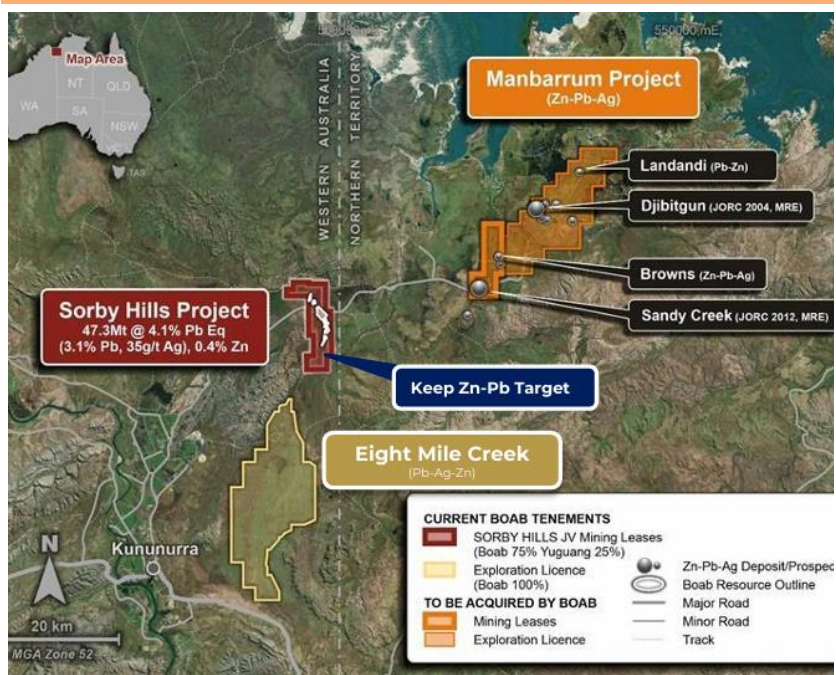 550000 mE
Map Area
WA
NT
QLD
SA
NSW
TAS
WESTERN AUSTRALIA
NORTHERN TERRITORY
Manbarrum Project
(Zn-Pb-Ag)
Landandi (Pb-Zn)
Djibitgun (JORC 2004, MRE)
Browns (Zn-Pb-Ag)
Sandy Creek (JORC 2012, MRE)
Sorby Hills Project
47.3Mt @ 4.1% Pb Eq
(3.1% Pb, 35g/t Ag), 0.4% Zn
Keep Zn-Pb Target
Eight Mile Creek
(Pb-Ag-Zn)
Kununurra
N
20 km
MGA Zone 52
CURRENT BOAB TENEMENTS
SORBY HILLS JV Mining Leases
(Boab 75% Yuguang 25%)
Exploration Licence
(Boab 100%)
TO BE ACQUIRED BY BOAB
Mining Leases
Exploration Licence
Zn-Pb-Ag Deposit/Prospec
Boab Resource Outline
Major Road
Minor Road
Track